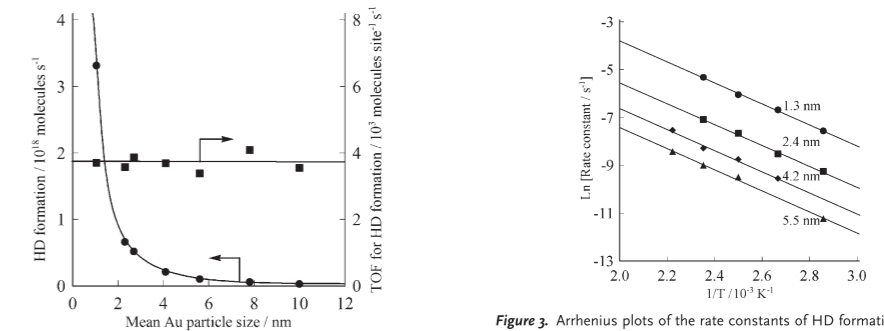 HD formation / 10^18 molecules s^-1
4
3
2
1
0
8
6
4
2
0
TOF for HD formation / 10^3 molecules site^-1 s^-1
0 2 4 6 8 10 12
Mean Au particle size / nm
Ln [Rate constant / s^-1]
-3
-5
-7
-9
-11
-13
1.3 nm
2.4 nm
4.2 nm
5.5 nm
2.0 2.2 2.4 2.6 2.8 3.0
1/T /10^-3 K^-1
Figure 3. Arrhenius plots of the rate constants of HD formati